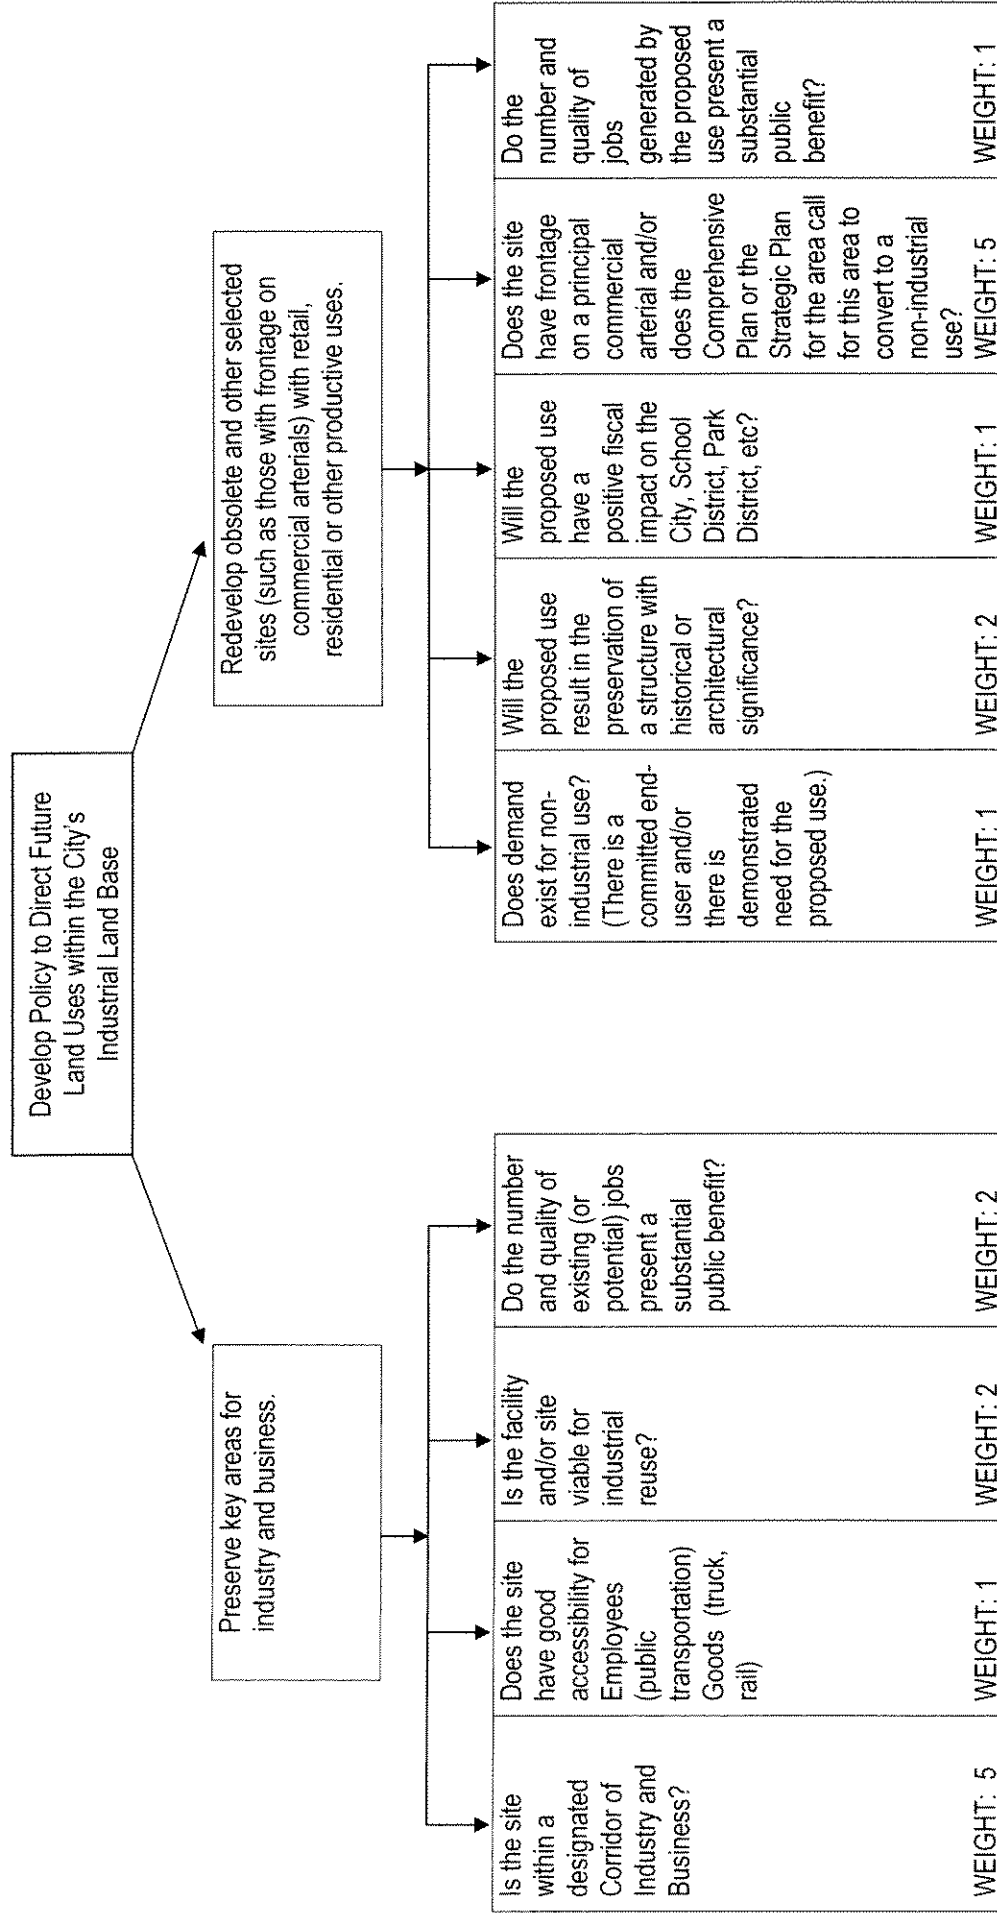 Develop Policy to Direct Future
Land Uses within the City's
Industrial Land Base
Preserve key areas for
industry and business.
Redevelop obsolete and other selected
sites (such as those with frontage on
commercial arterials) with retail,
residential or other productive uses.
Is the site
within a
designated
Corridor of
Industry and
Business?
WEIGHT: 5
Does the site
have good
accessibility for
Employees
(public
transportation)
Goods (truck,
rail)
WEIGHT: 1
Is the facility
and/or site
viable for
industrial
reuse?
WEIGHT: 2
Do the number
and quality of
existing (or
potential) jobs
present a
substantial
public benefit?
WEIGHT: 2
Does demand
exist for non-
industrial use?
(There is a
committed end-
user and/or
there is
demonstrated
need for the
proposed use.)
WEIGHT: 1
Will the
proposed use
result in the
preservation of
a structure with
historical or
architectural
significance?
WEIGHT: 2
Will the
proposed use
have a
positive fiscal
impact on the
City, School
District, Park
District, etc?
WEIGHT: 1
Does the site
have frontage
on a principal
commercial
arterial and/or
does the
Comprehensive
Plan or the
Strategic Plan
for the area call
for this area to
convert to a
non-industrial
use?
WEIGHT: 5
Do the
number and
quality of
jobs
generated by
the proposed
use present a
substantial
public
benefit?
WEIGHT: 1